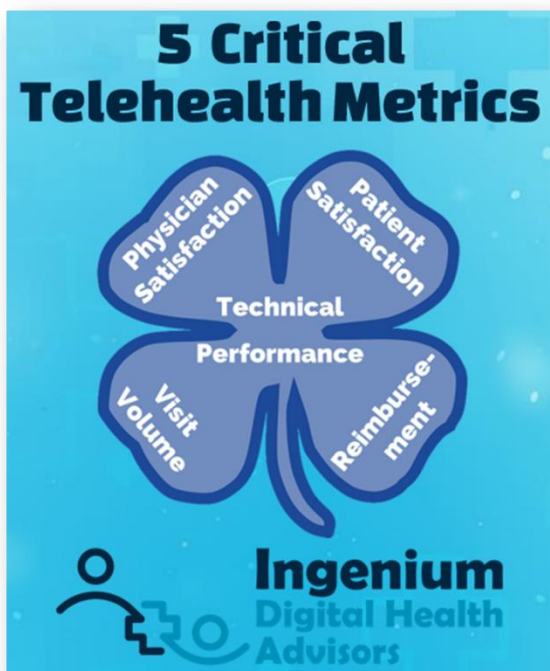 5 Critical
Telehealth Metrics
Physician
Satisfaction
Patient
Satisfaction
Technical
Performance
Visit
Volume
Reimburse-
ment
Ingenium
Digital Health
Advisors